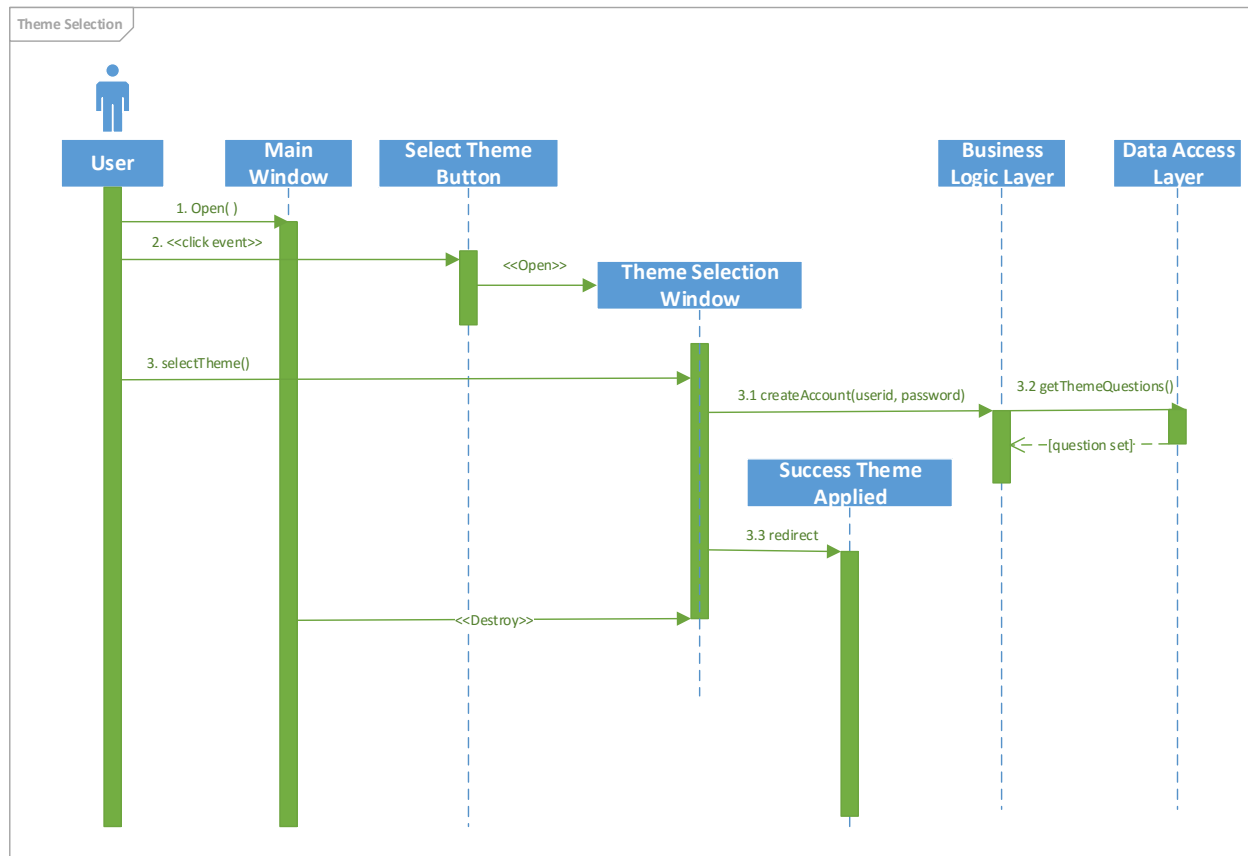 Theme Selection
User
Main
Window
Select Theme
Button
Business
Logic Layer
Data Access
Layer
1. Open( )
2. <<click event>>
<<Open>>
Theme Selection
Window
3. selectTheme()
3.1 createAccount(userid, password)
3.2 getThemeQuestions()
[question set]
Success Theme
Applied
3.3 redirect
<<Destroy>>